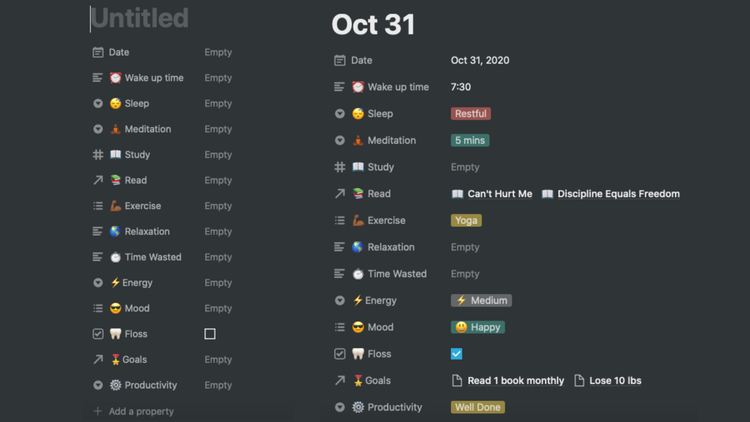 Untitled
Date Empty
Wake up time Empty
Sleep Empty
Meditation Empty
Study Empty
Read Empty
Exercise Empty
Relaxation Empty
Time Wasted Empty
Energy Empty
Mood Empty
Floss
Goals Empty
Productivity Empty
Add a property
Oct 31
Date Oct 31, 2020
Wake up time 7:30
Sleep Restful
Meditation 5 mins
Study Empty
Read Can't Hurt Me Discipline Equals Freedom
Exercise Yoga
Relaxation Empty
Time Wasted Empty
Energy Medium
Mood Happy
Floss
Goals Read 1 book monthly Lose 10 lbs
Productivity Well Done